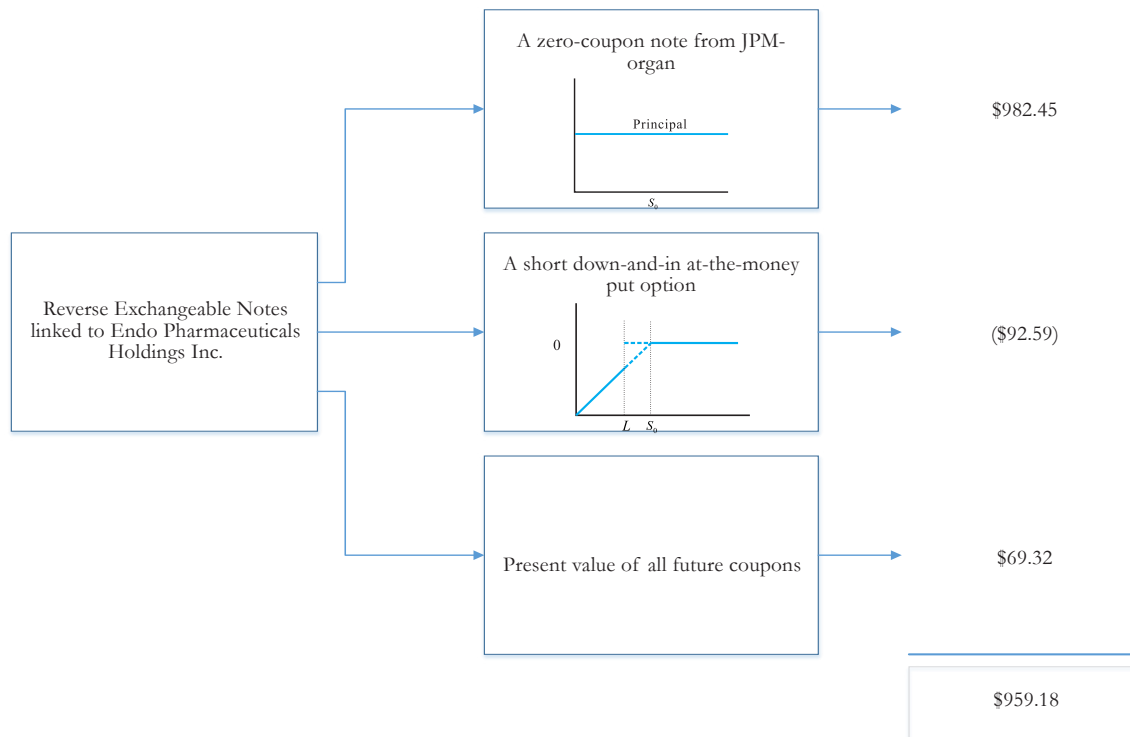 A zero-coupon note from JPM-
organ
Principal
S₀
$982.45
Reverse Exchangeable Notes
linked to Endo Pharmaceuticals
Holdings Inc.
A short down-and-in at-the-money
put option
0
L S₀
($92.59)
Present value of all future coupons
$69.32
$959.18